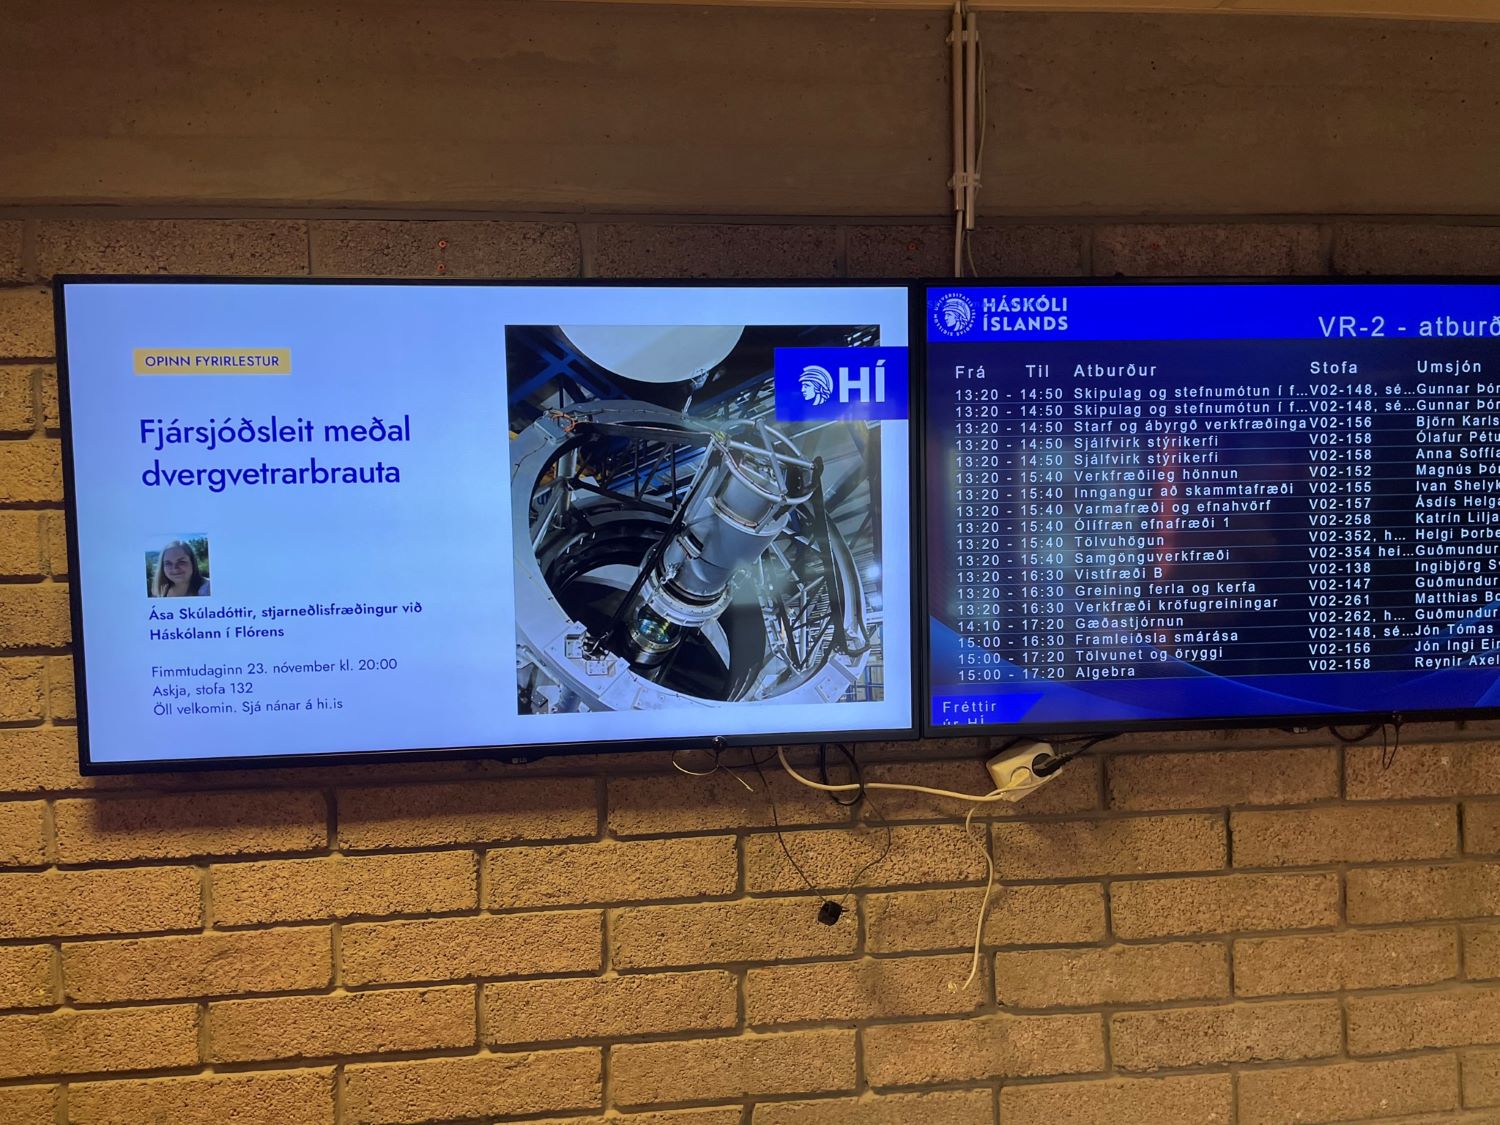 OPINN FYRIRLESTUR
Fjársjóðsleit meðal
dvergvetrarbrauta
Ása Skúladóttir, stjarneðlisfræðingur við
Háskólann í Flórens
Fimmtudaginn 23. nóvember kl. 20:00
Askja, stofa 132
Öll velkomin. Sjá nánar á hi.is
HÍ
HÁSKÓLI
ÍSLANDS
VR-2 - atburð
Frá Til Atburður Stofa Umsjón
13:20 - 14:50 Skipulag og stefnumótun í f... V02-148, sé... Gunnar Þór
13:20 - 14:50 Skipulag og stefnumótun í f... V02-148, sé... Gunnar Þór
13:20 - 14:50 Starf og ábyrgð verkfræðinga V02-156 Björn Karls
13:20 - 14:50 Sjálfvirk stýrikerfi V02-158 Ólafur Pétu
13:20 - 14:50 Sjálfvirk stýrikerfi V02-158 Anna Soffía
13:20 - 15:40 Verkfræðileg hönnun V02-152 Magnús Þór
13:20 - 15:40 Inngangur að skammtafræði V02-155 Ivan Shelyk
13:20 - 15:40 Varmafræði og efnahvörf V02-157 Ásdís Helga
13:20 - 15:40 Ólífræn efnafræði 1 V02-258 Katrín Lilja
13:20 - 15:40 Tölvuhögun V02-352, h... Helgi Þorbe
13:20 - 15:40 Samgönguverkfræði V02-354 hei... Guðmundur
13:20 - 16:30 Vistfræði B V02-138 Ingibjörg S
13:20 - 16:30 Greining ferla og kerfa V02-147 Guðmundur
13:20 - 16:30 Verkfræði kröfugreiningar V02-261 Matthias Bo
14:10 - 17:20 Gæðastjórnun V02-262, h... Guðmundur
15:00 - 16:30 Framleiðsla smárása V02-148, sé... Jón Tómas
15:00 - 17:20 Tölvunet og öryggi V02-156 Jón Ingi Ein
15:00 - 17:20 Algebra V02-158 Reynir Axel
Fréttir
úr HÍ